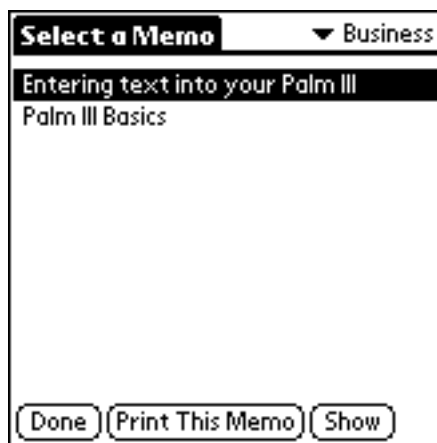 Select a Memo Business
Entering text into your Palm III
Palm III Basics
Done Print This Memo Show